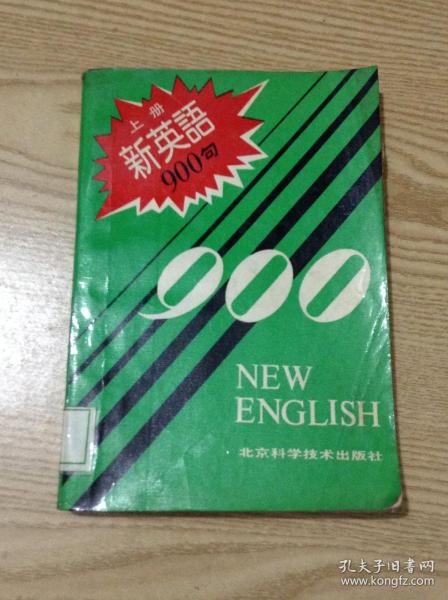 上册
新英語
900句
900
NEW
ENGLISH
北京科学技术出版社
孔夫子旧书网
www.kongfz.com